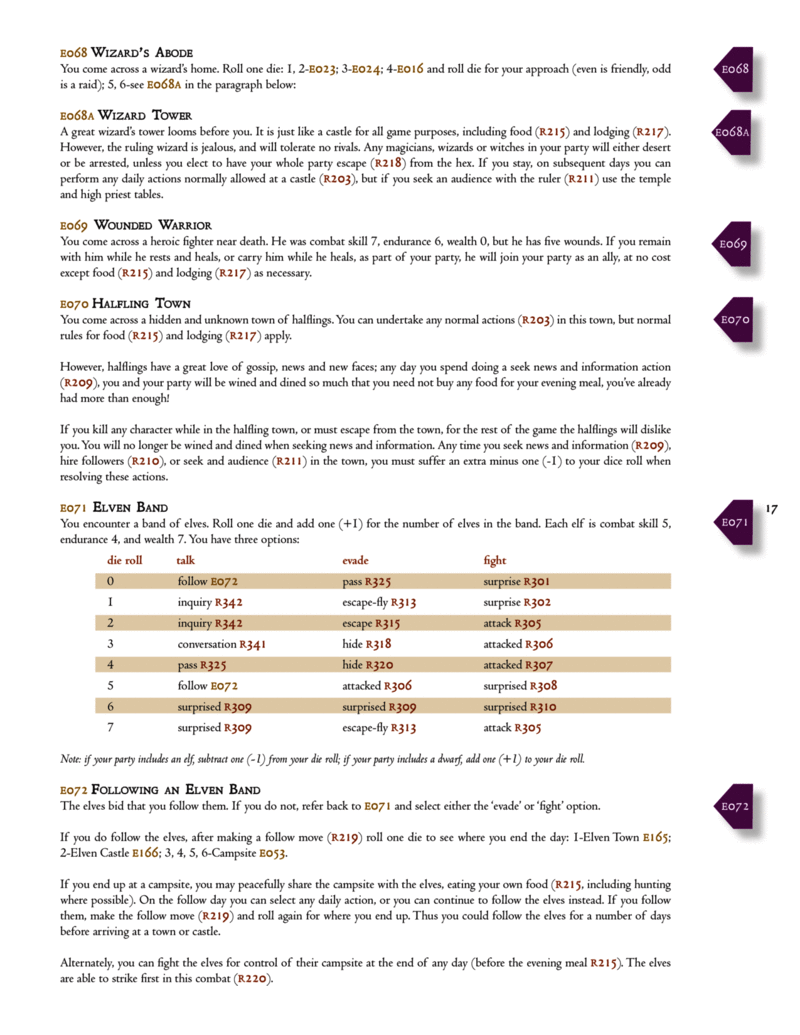 E068 Wizard's Abode
You come across a wizard's home. Roll one die: 1, 2-E023; 3-E024; 4-E016 and roll die for your approach (even is friendly, odd
is a raid); 5, 6-see E068A in the paragraph below:
E068
E068A Wizard Tower
A great wizard's tower looms before you. It is just like a castle for all game purposes, including food (R215) and lodging (R217).
However, the ruling wizard is jealous, and will tolerate no rivals. Any magicians, wizards or witches in your party will either desert
or be arrested, unless you elect to have your whole party escape (R218) from the hex. If you stay, on subsequent days you can
perform any daily actions normally allowed at a castle (R203), but if you seek an audience with the ruler (R211) use the temple
and high priest tables.
E068A
E069 Wounded Warrior
You come across a heroic fighter near death. He was combat skill 7, endurance 6, wealth 0, but he has five wounds. If you remain
with him while he rests and heals, or carry him while he heals, as part of your party, he will join your party as an ally, at no cost
except food (R215) and lodging (R217) as necessary.
E069
E070 Halfling Town
You come across a hidden and unknown town of halflings. You can undertake any normal actions (R203) in this town, but normal
rules for food (R215) and lodging (R217) apply.
E070
However, halflings have a great love of gossip, news and new faces; any day you spend doing a seek news and information action
(R209), you and your party will be wined and dined so much that you need not buy any food for your evening meal, you've already
had more than enough!
If you kill any character while in the halfling town, or must escape from the town, for the rest of the game the halflings will dislike
you. You will no longer be wined and dined when seeking news and information. Any time you seek news and information (R209),
hire followers (R210), or seek and audience (R211) in the town, you must suffer an extra minus one (-1) to your dice roll when
resolving these actions.
E071 Elven Band
You encounter a band of elves. Roll one die and add one (+1) for the number of elves in the band. Each elf is combat skill 5,
endurance 4, and wealth 7. You have three options:
E071
17
die roll talk evade fight
0 follow E072 pass R325 surprise R301
1 inquiry R342 escape-fly R313 surprise R302
2 inquiry R342 escape R315 attack R305
3 conversation R341 hide R318 attacked R306
4 pass R325 hide R320 attacked R307
5 follow E072 attacked R306 surprised R308
6 surprised R309 surprised R309 surprised R310
7 surprised R309 escape-fly R313 attack R305
Note: if your party includes an elf, subtract one (-1) from your die roll; if your party includes a dwarf, add one (+1) to your die roll.
E072 Following an Elven Band
The elves bid that you follow them. If you do not, refer back to E071 and select either the 'evade' or 'fight' option.
E072
If you do follow the elves, after making a follow move (R219) roll one die to see where you end the day: 1-Elven Town E165;
2-Elven Castle E166; 3, 4, 5, 6-Campsite E053.
If you end up at a campsite, you may peacefully share the campsite with the elves, eating your own food (R215, including hunting
where possible). On the follow day you can select any daily action, or you can continue to follow the elves instead. If you follow
them, make the follow move (R219) and roll again for where you end up. Thus you could follow the elves for a number of days
before arriving at a town or castle.
Alternately, you can fight the elves for control of their campsite at the end of any day (before the evening meal R215). The elves
are able to strike first in this combat (R220).